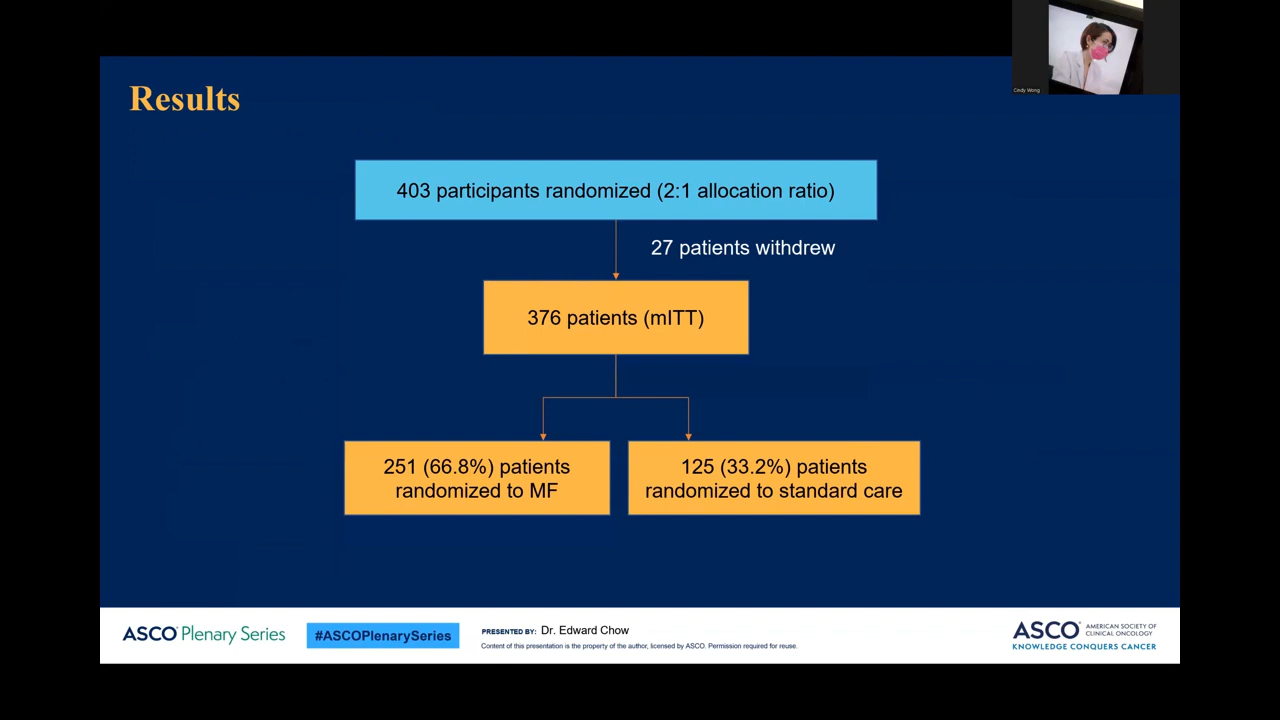 Cindy Wong
Results
403 participants randomized (2:1 allocation ratio)
27 patients withdrew
376 patients (mITT)
251 (66.8%) patients
randomized to MF
125 (33.2%) patients
randomized to standard care
ASCO® Plenary Series
#ASCOPlenarySeries
PRESENTED BY: Dr. Edward Chow
Content of this presentation is the property of the author, licensed by ASCO. Permission required for reuse.
ASCO® AMERICAN SOCIETY OF
CLINICAL ONCOLOGY
KNOWLEDGE CONQUERS CANCER